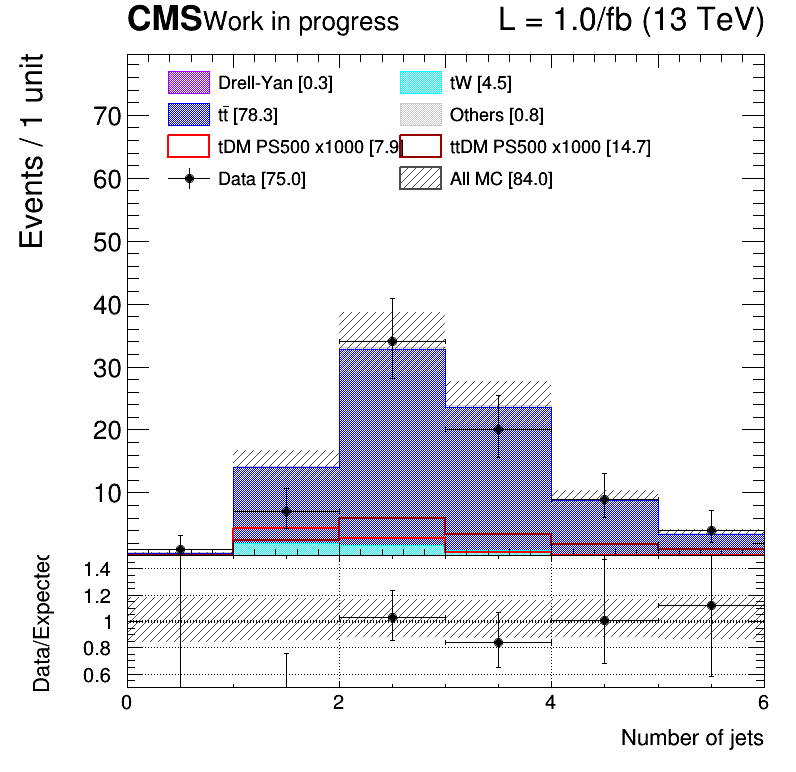 CMS Work in progress L = 1.0/fb (13 TeV)
Events / 1 unit
Drell-Yan [0.3] tW [4.5]
tt̄ [78.3] Others [0.8]
tDM PS500 x1000 [7.9 ttDM PS500 x1000 [14.7]
Data [75.0] All MC [84.0]
70
60
50
40
30
20
10
Data/Expected
1.4
1.2
1
0.8
0.6
0 2 4 6
Number of jets